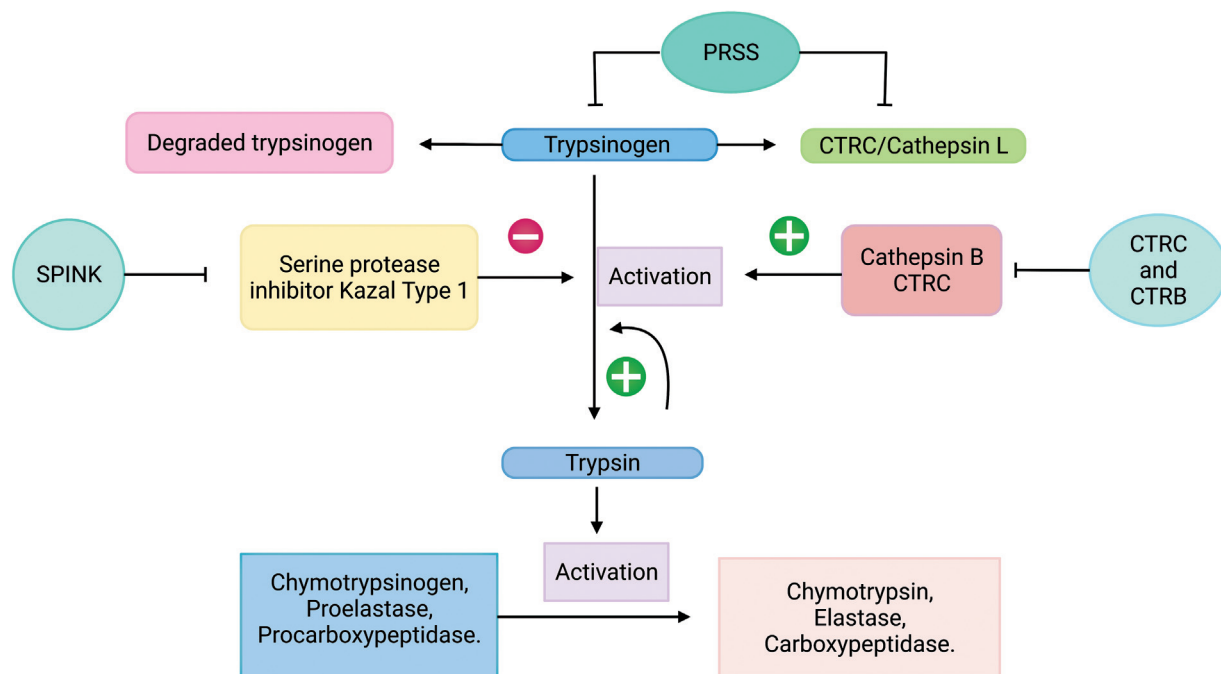 PRSS
Degraded trypsinogen
Trypsinogen
CTRC/Cathepsin L
SPINK
Serine protease
inhibitor Kazal Type 1
Activation
Cathepsin B
CTRC
CTRC
and
CTRB
Trypsin
Chymotrypsinogen,
Proelastase,
Procarboxypeptidase.
Activation
Chymotrypsin,
Elastase,
Carboxypeptidase.